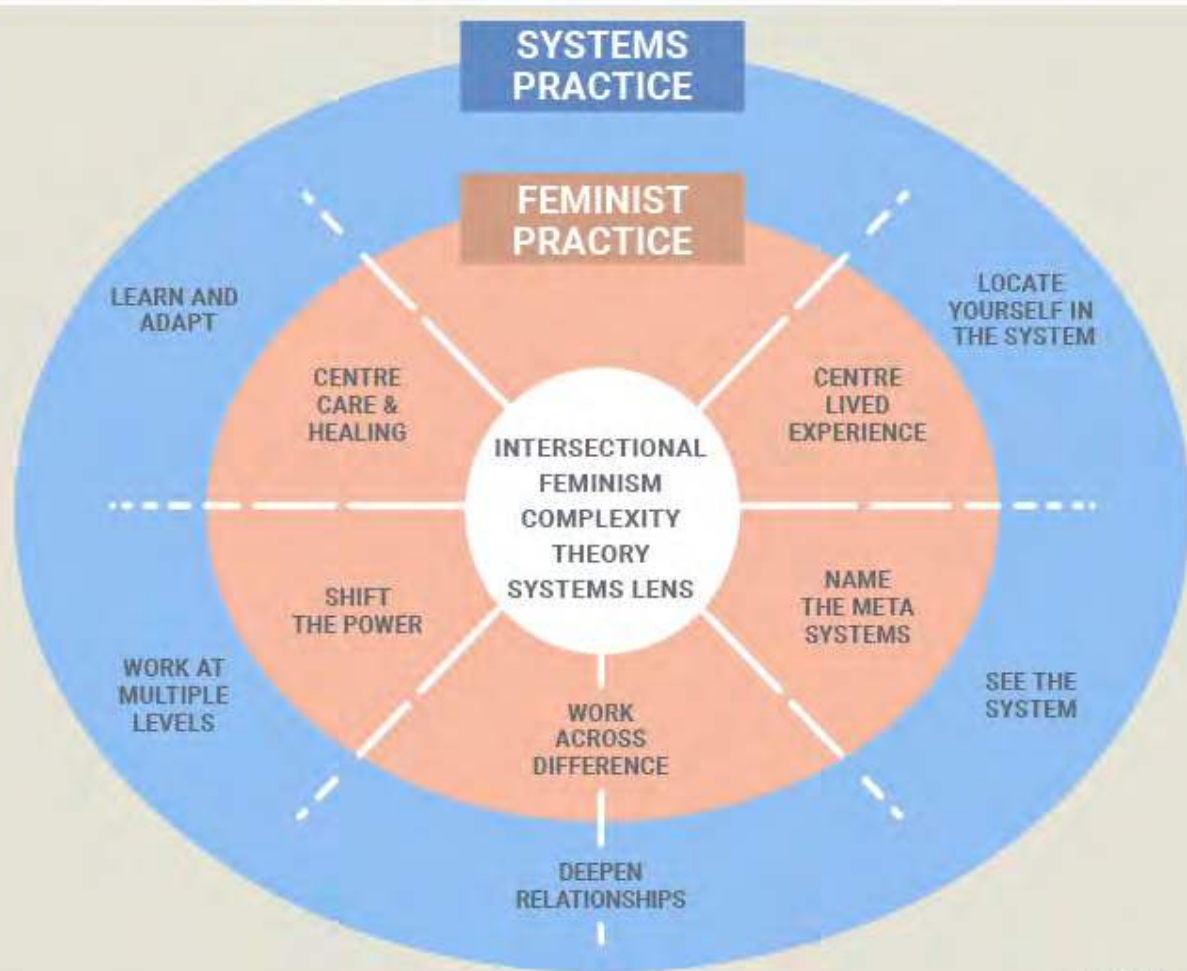 SYSTEMS
PRACTICE
FEMINIST
PRACTICE
LEARN AND
ADAPT
LOCATE
YOURSELF IN
THE SYSTEM
CENTRE
CARE &
HEALING
CENTRE
LIVED
EXPERIENCE
INTERSECTIONAL
FEMINISM
COMPLEXITY
THEORY
SYSTEMS LENS
SHIFT
THE POWER
NAME
THE META
SYSTEMS
WORK AT
MULTIPLE
LEVELS
SEE THE
SYSTEM
WORK
ACROSS
DIFFERENCE
DEEPEN
RELATIONSHIPS